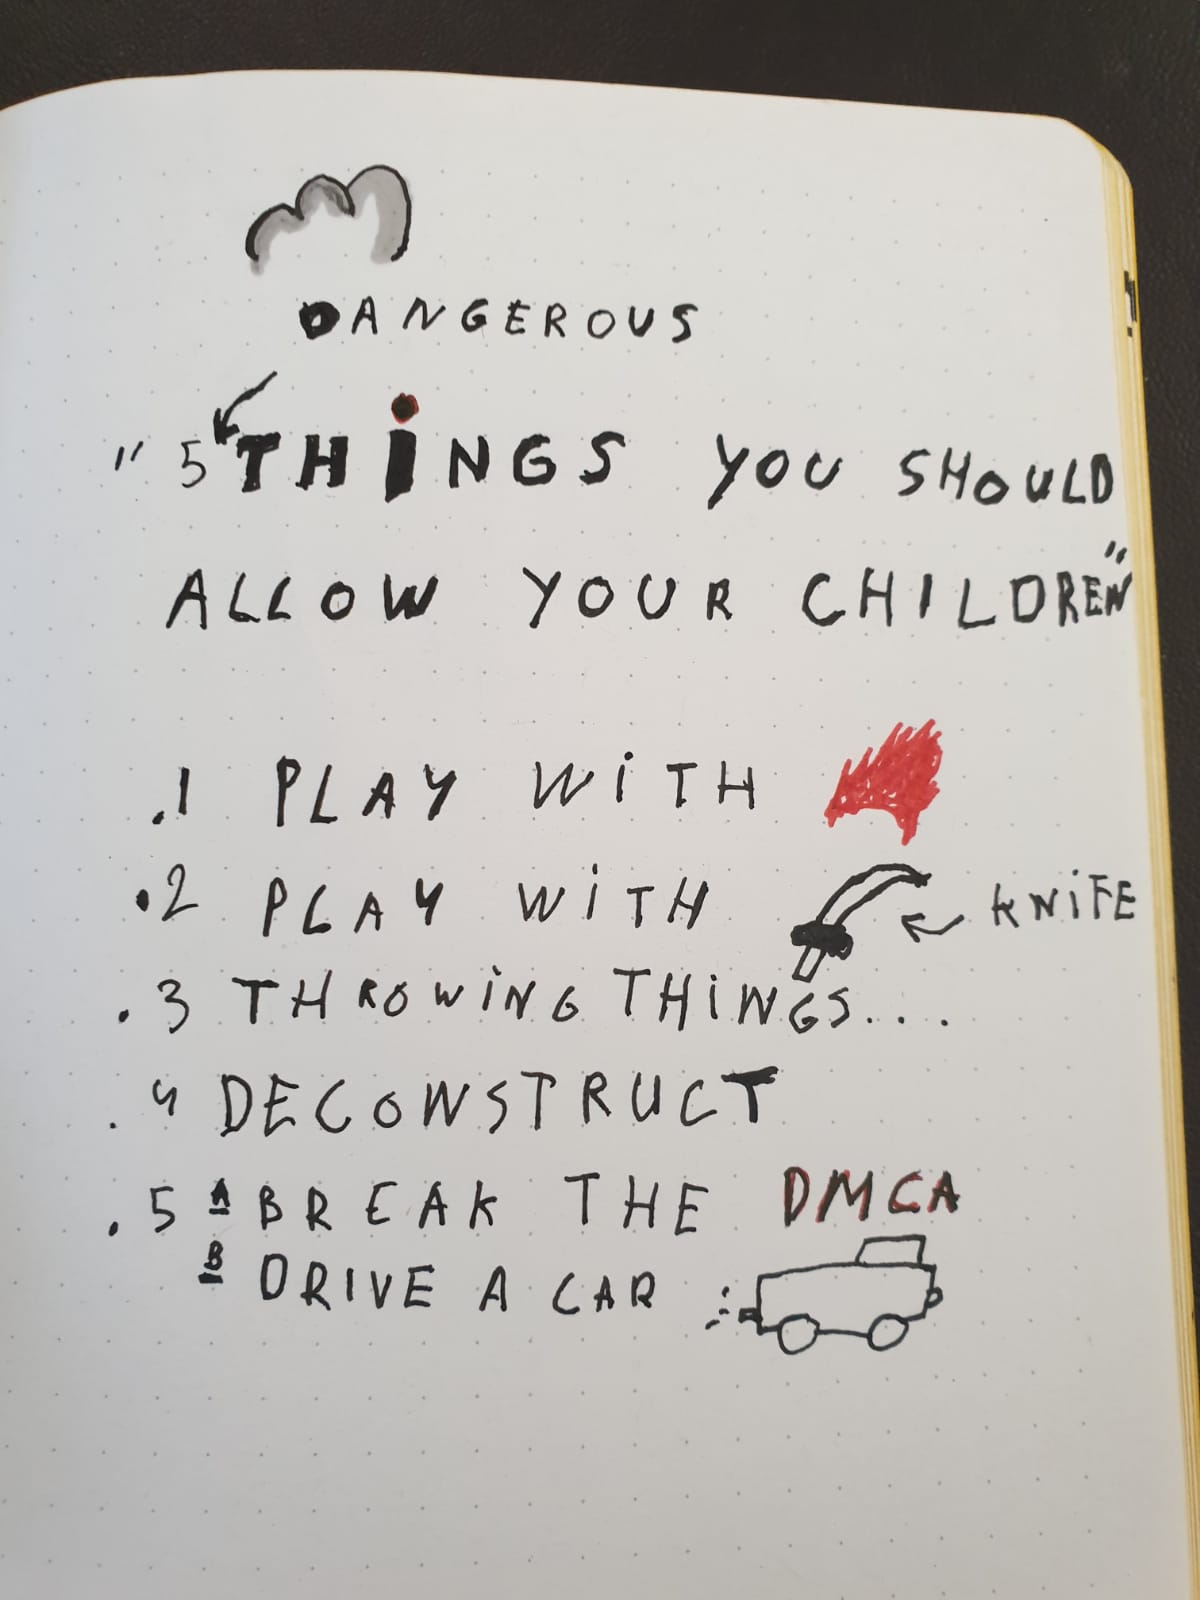 DANGEROUS
" 5 THiNGS YOU SHOULD
ALLOW YOUR CHILDREN"
.1 PLAY WiTH
.2 PLAY WiTH KNiFE
.3 THROWiNG THiNGS...
.4 DECONSTRUCT
.5 A BREAK THE DMCA
B DRIVE A CAR